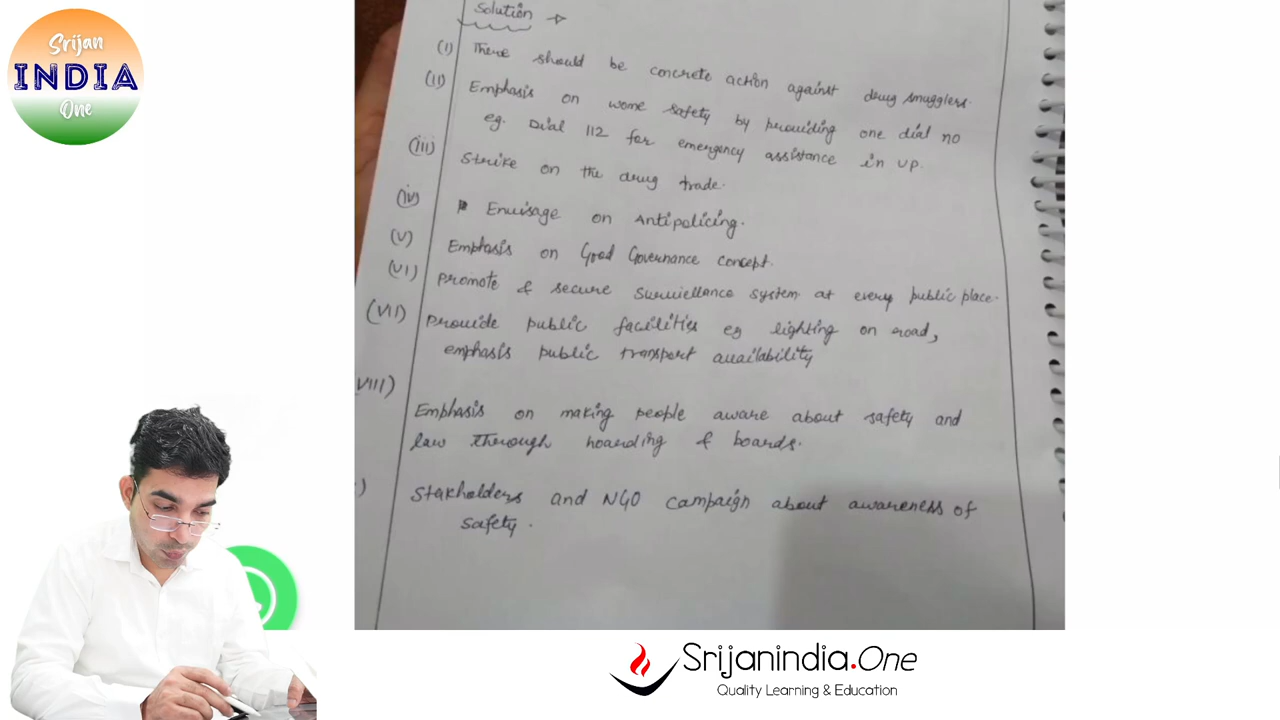 Srijan
INDIA
One
Solution
(I) There should be concrete action against drug smugglers.
(II) Emphasis on wome safety by providing one dial no
eg. Dial 112 for emergency assistance in UP.
(III) Strike on the drug trade.
(iv) Envisage on Antipolicing.
(V) Emphasis on Good Governance concept.
(VI) Promote & secure Surviellance system at every public place.
(VII) Provide public facilities eg lighting on road,
emphasis public transport availability
VIII) Emphasis on making people aware about safety and
law through hoarding & boards.
) Stakholders and NGO campaign about awareness of
safety.
Srijanindia.One
Quality Learning & Education